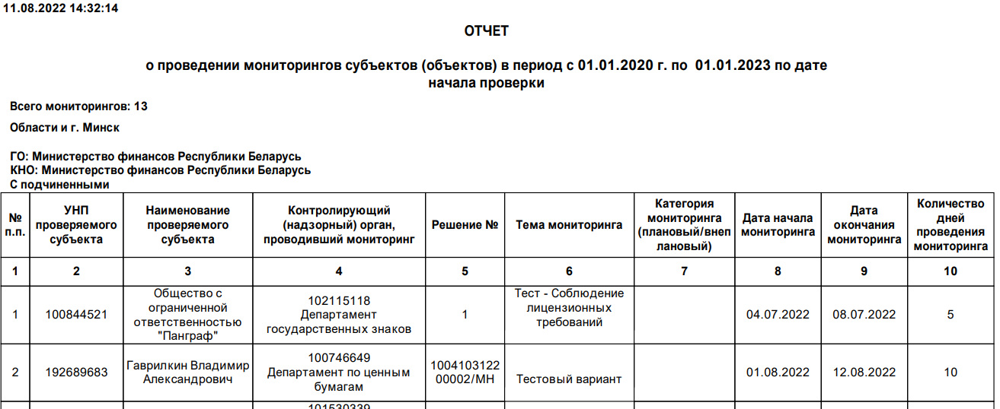 11.08.2022 14:32:14
ОТЧЕТ
о проведении мониторингов субъектов (объектов) в период с 01.01.2020 г. по 01.01.2023 по дате
начала проверки
Всего мониторингов: 13
Области и г. Минск
ГО: Министерство финансов Республики Беларусь
КНО: Министерство финансов Республики Беларусь
С подчиненными
№
п.п.
УНП
проверяемого
субъекта
Наименование
проверяемого
субъекта
Контролирующий
(надзорный) орган,
проводивший мониторинг
Решение №
Тема мониторинга
Категория
мониторинга
(плановый/внеп
лановый)
Дата начала
мониторинга
Дата
окончания
мониторинга
Количество
дней
проведения
мониторинга
1 2 3 4 5 6 7 8 9 10
1
100844521
Общество с
ограниченной
ответственностью
"Панграф"
102115118
Департамент
государственных знаков
1
Тест - Соблюдение
лицензионных
требований
04.07.2022
08.07.2022
5
2
192689683
Гаврилкин Владимир
Александрович
100746649
Департамент по ценным
бумагам
1004103122
00002/МН
Тестовый вариант
01.08.2022
12.08.2022
10
101530339